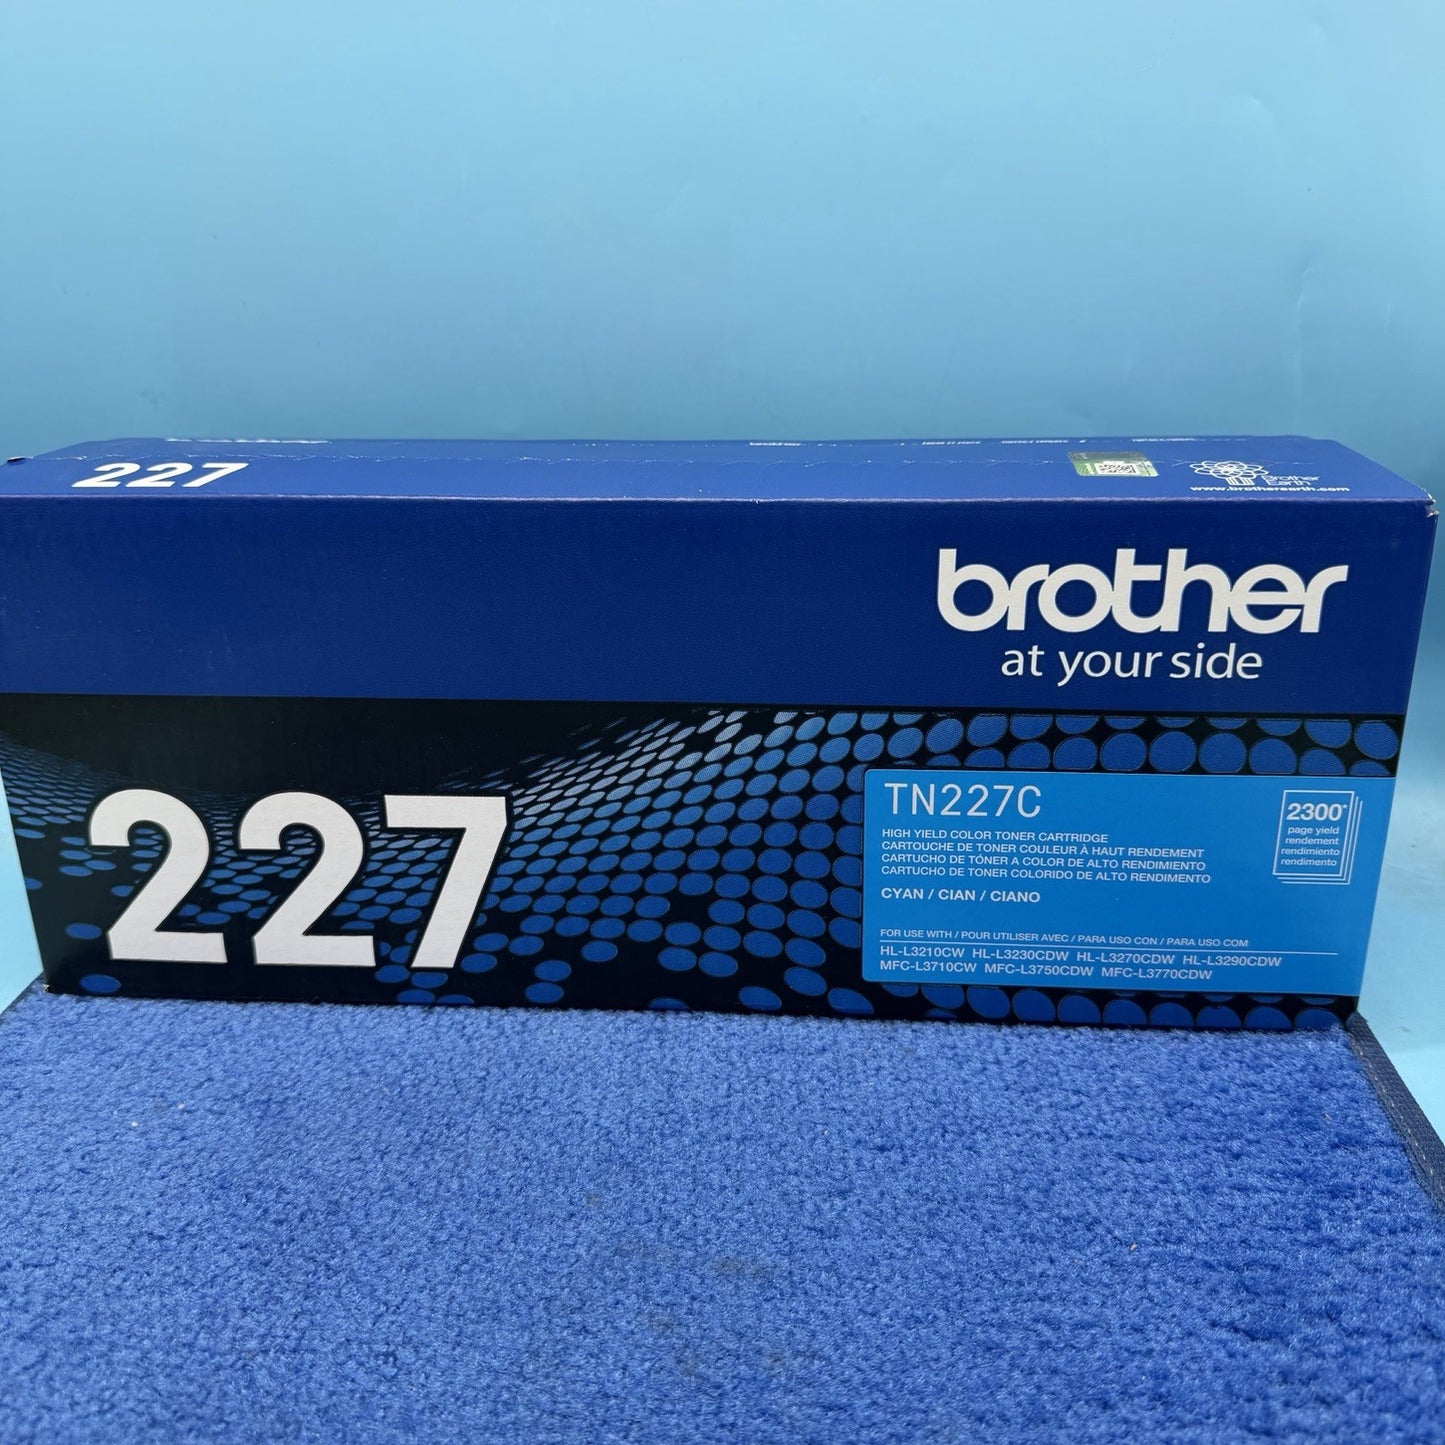 227
Brother
Earth
www.brotherearth.com
brother
at your side
227
TN227C
HIGH YIELD COLOR TONER CARTRIDGE
CARTOUCHE DE TONER COULEUR À HAUT RENDEMENT
CARTUCHO DE TÓNER A COLOR DE ALTO RENDIMIENTO
CARTUCHO DE TONER COLORIDO DE ALTO RENDIMENTO
CYAN / CIAN / CIANO
2300*
page yield
rendement
rendimiento
rendimento
FOR USE WITH / POUR UTILISER AVEC / PARA USO CON / PARA USO COM
HL-L3210CW HL-L3230CDW HL-L3270CDW HL-L3290CDW
MFC-L3710CW MFC-L3750CDW MFC-L3770CDW